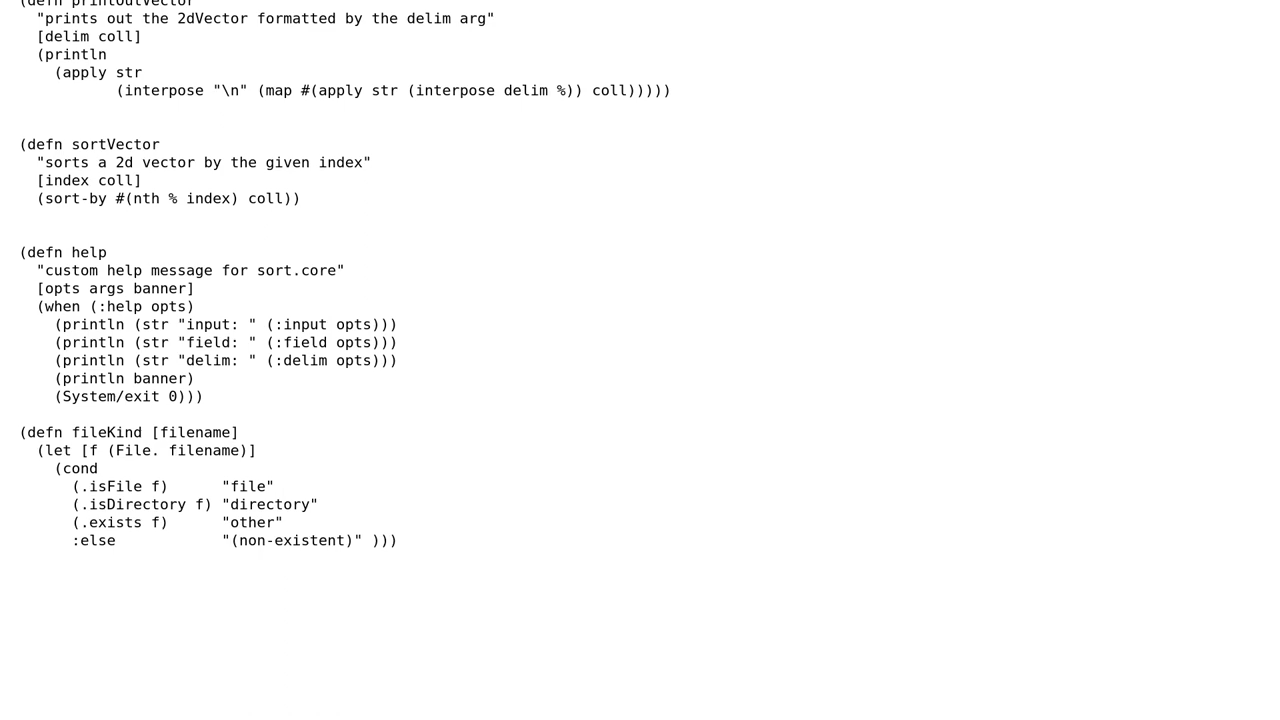 (defn printOutVector
  "prints out the 2dVector formatted by the delim arg"
  [delim coll]
  (println
    (apply str
           (interpose "\n" (map #(apply str (interpose delim %)) coll)))))
(defn sortVector
  "sorts a 2d vector by the given index"
  [index coll]
  (sort-by #(nth % index) coll))
(defn help
  "custom help message for sort.core"
  [opts args banner]
  (when (:help opts)
    (println (str "input: " (:input opts)))
    (println (str "field: " (:field opts)))
    (println (str "delim: " (:delim opts)))
    (println banner)
    (System/exit 0)))
(defn fileKind [filename]
  (let [f (File. filename)]
    (cond
      (.isFile f)      "file"
      (.isDirectory f) "directory"
      (.exists f)      "other"
      :else            "(non-existent)" )))